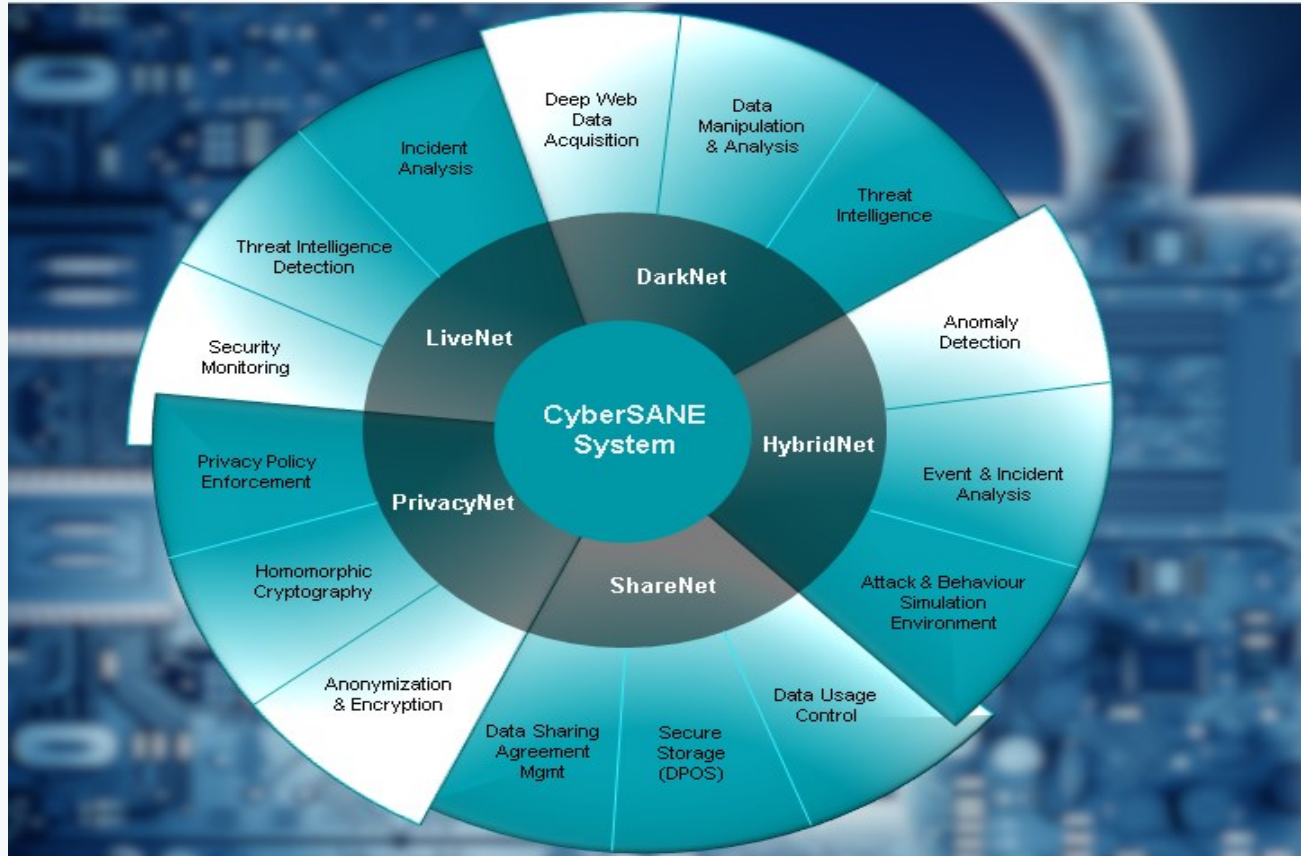 Deep Web
Data
Acquisition
Data
Manipulation
& Analysis
Threat
Intelligence
Incident
Analysis
Threat Intelligence
Detection
Security
Monitoring
DarkNet
LiveNet
CyberSANE
System
HybridNet
PrivacyNet
ShareNet
Anomaly
Detection
Event & Incident
Analysis
Attack & Behaviour
Simulation
Environment
Privacy Policy
Enforcement
Homomorphic
Cryptography
Anonymization
& Encryption
Data Sharing
Agreement
Mgmt
Secure
Storage
(DPOS)
Data Usage
Control